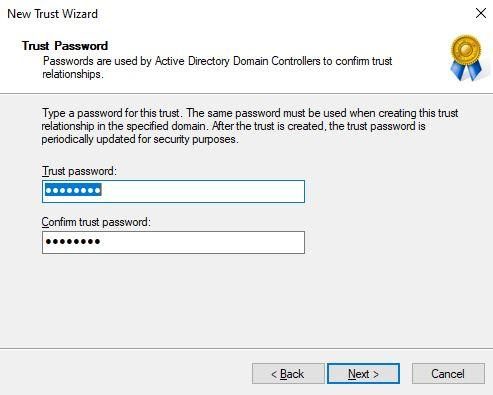 New Trust Wizard
Trust Password
Passwords are used by Active Directory Domain Controllers to confirm trust
relationships.
Type a password for this trust. The same password must be used when creating this trust
relationship in the specified domain. After the trust is created, the trust password is
periodically updated for security purposes.
Trust password:
●●●●●●●●
Confirm trust password:
●●●●●●●●
< Back
Next >
Cancel